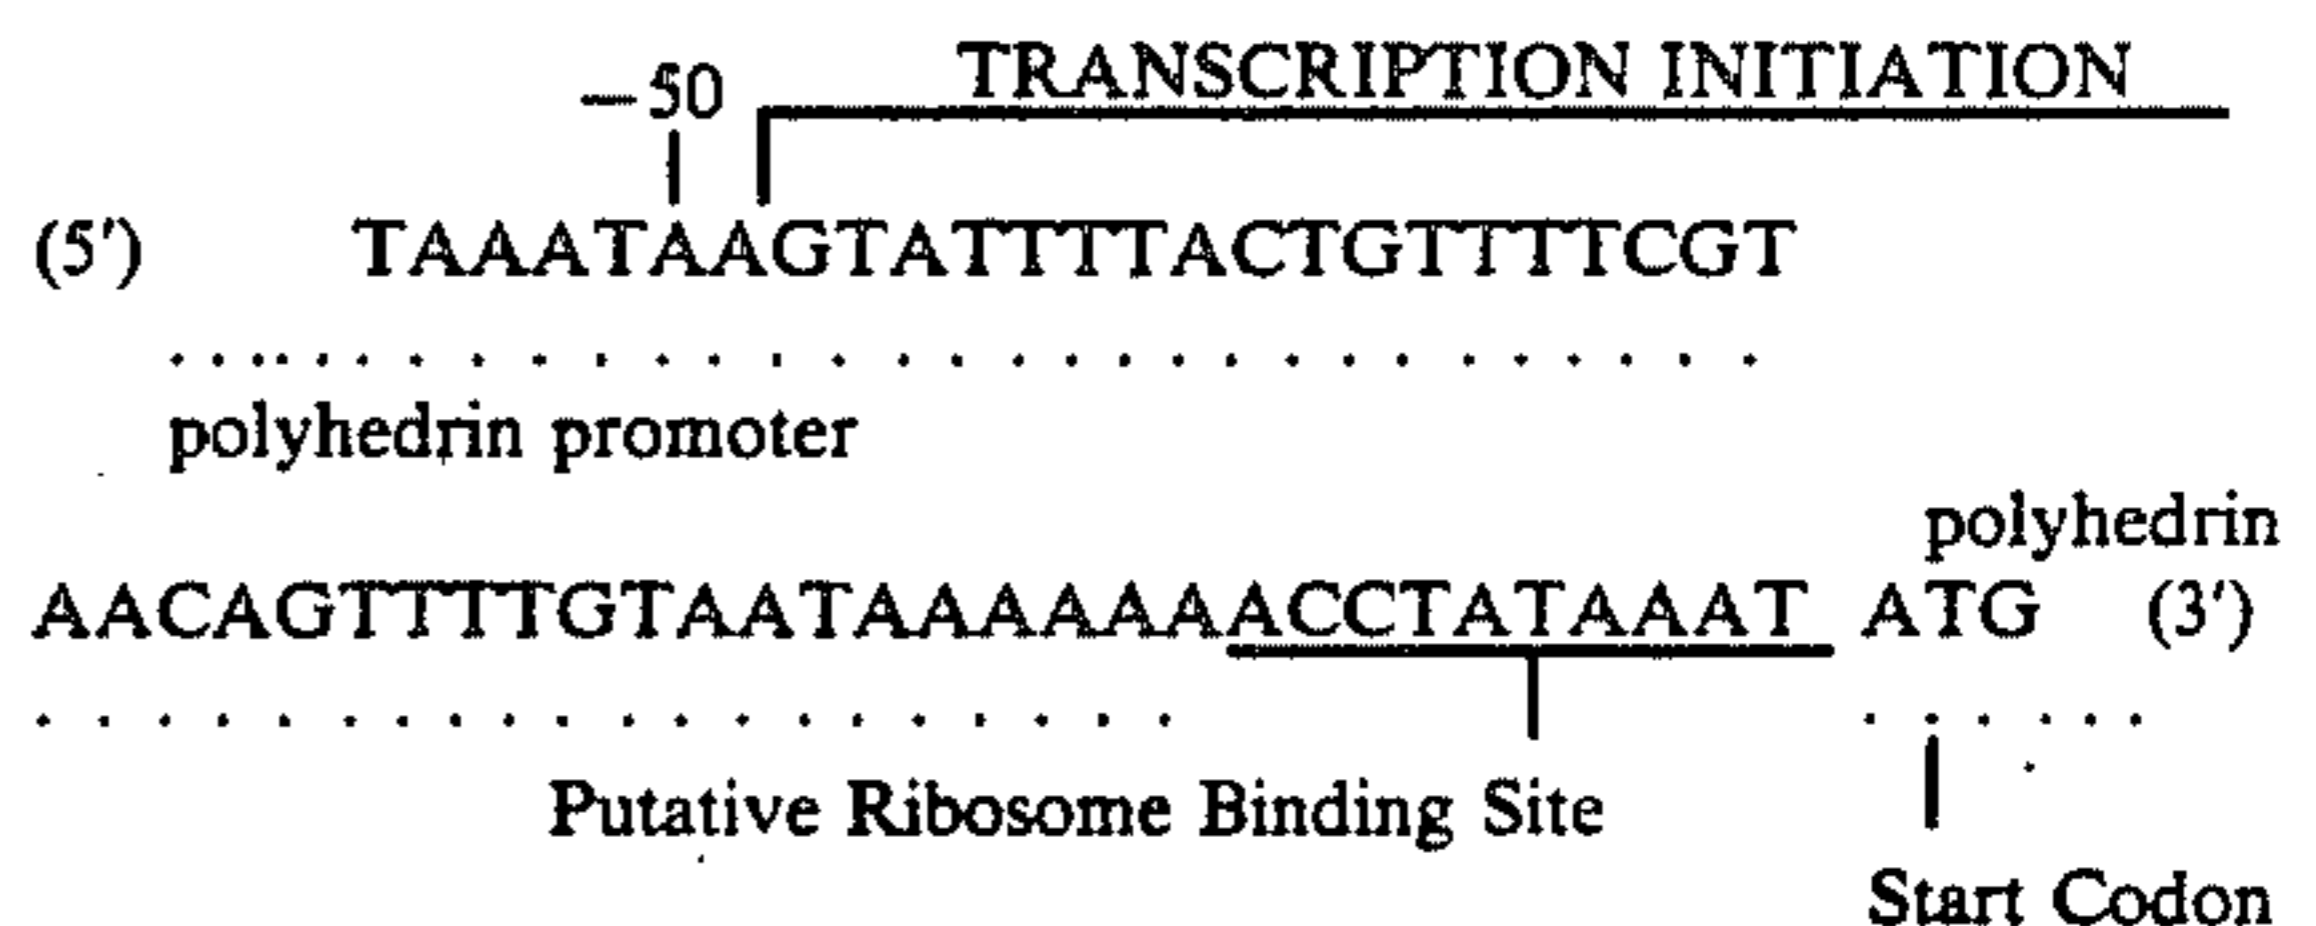 TRANSCRIPTION INITIATION
-50
(5') TAAATAAGTATTTTACTGTTTTCGT
polyhedrin promoter
polyhedrin
AACAGTTTTGTAATAAAAAAACCTATAAAT ATG (3')
Putative Ribosome Binding Site
Start Codon